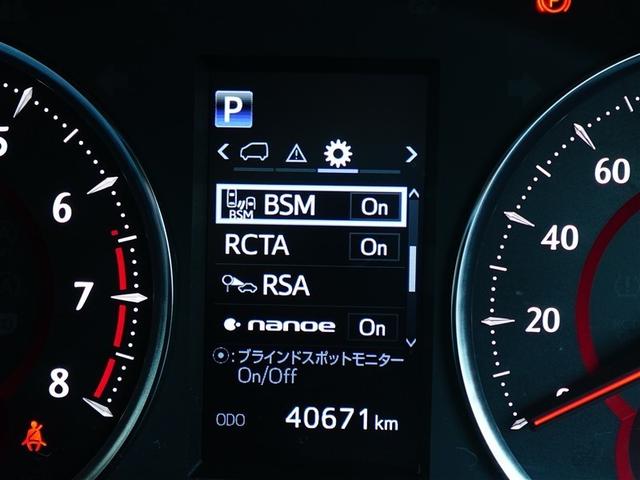 P
BSM BSM On
RCTA On
RSA
nanoe On
: ブラインドスポットモニター
On/Off
ODO 40671 km
5
6
7
8
60
40
20
0
P